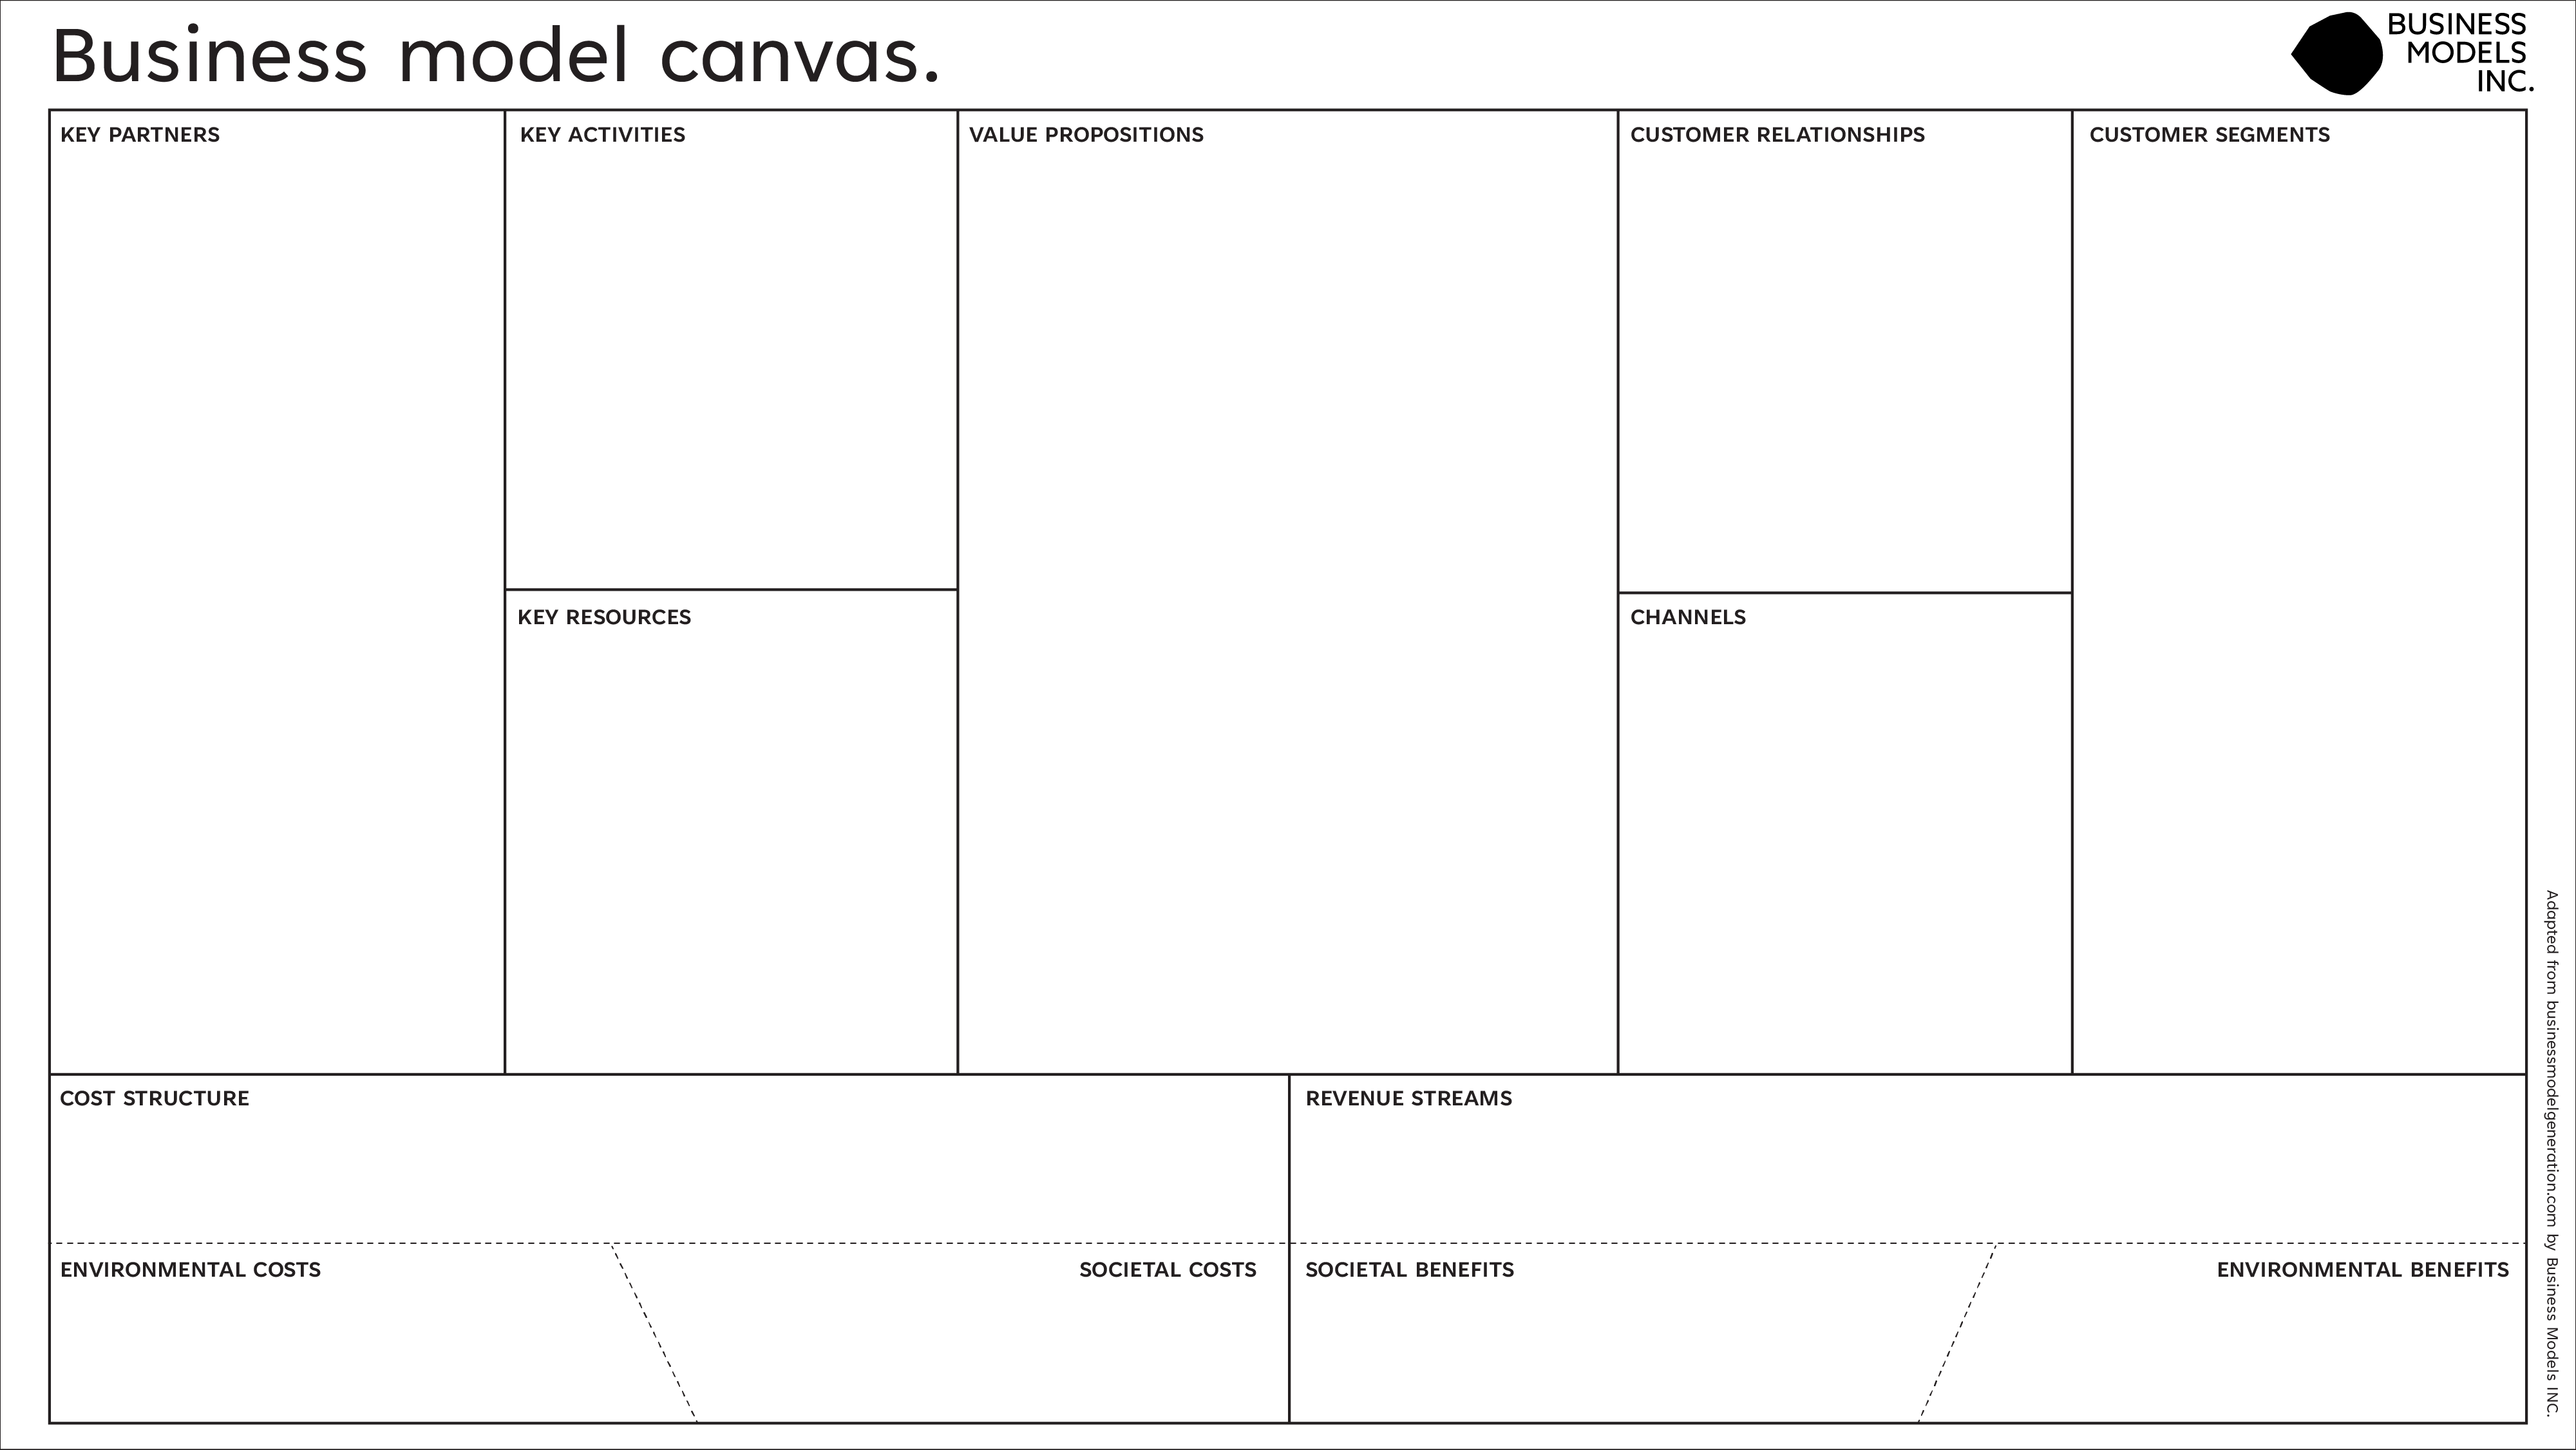 Business model canvas.
BUSINESS
MODELS
INC.
KEY PARTNERS
KEY ACTIVITIES
VALUE PROPOSITIONS
CUSTOMER RELATIONSHIPS
CUSTOMER SEGMENTS
KEY RESOURCES
CHANNELS
COST STRUCTURE
REVENUE STREAMS
ENVIRONMENTAL COSTS
SOCIETAL COSTS
SOCIETAL BENEFITS
ENVIRONMENTAL BENEFITS
Adapted from businessmodelgeneration.com by Business Models INC.